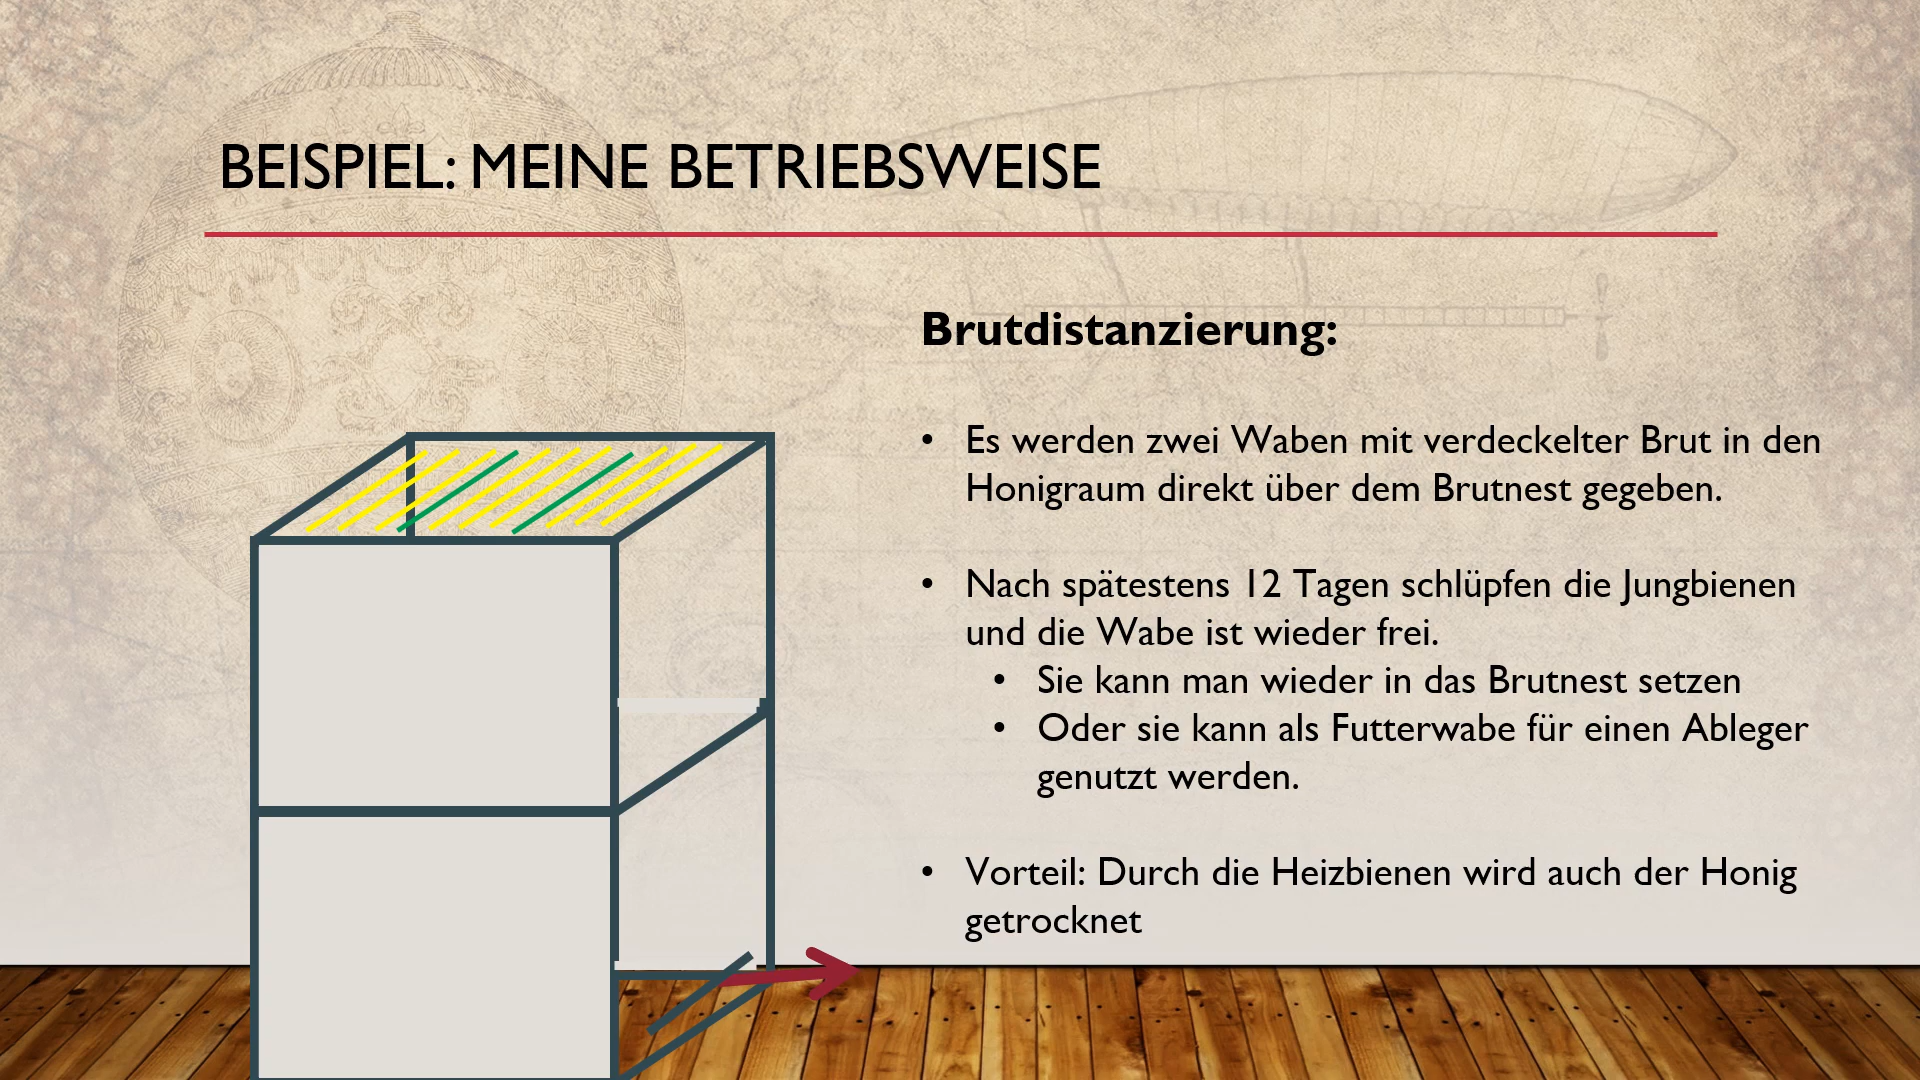 BEISPIEL: MEINE BETRIEBSWEISE
Brutdistanzierung:
• Es werden zwei Waben mit verdeckelter Brut in den
Honigraum direkt über dem Brutnest gegeben.
• Nach spätestens 12 Tagen schlüpfen die Jungbienen
und die Wabe ist wieder frei.
• Sie kann man wieder in das Brutnest setzen
• Oder sie kann als Futterwabe für einen Ableger
genutzt werden.
• Vorteil: Durch die Heizbienen wird auch der Honig
getrocknet